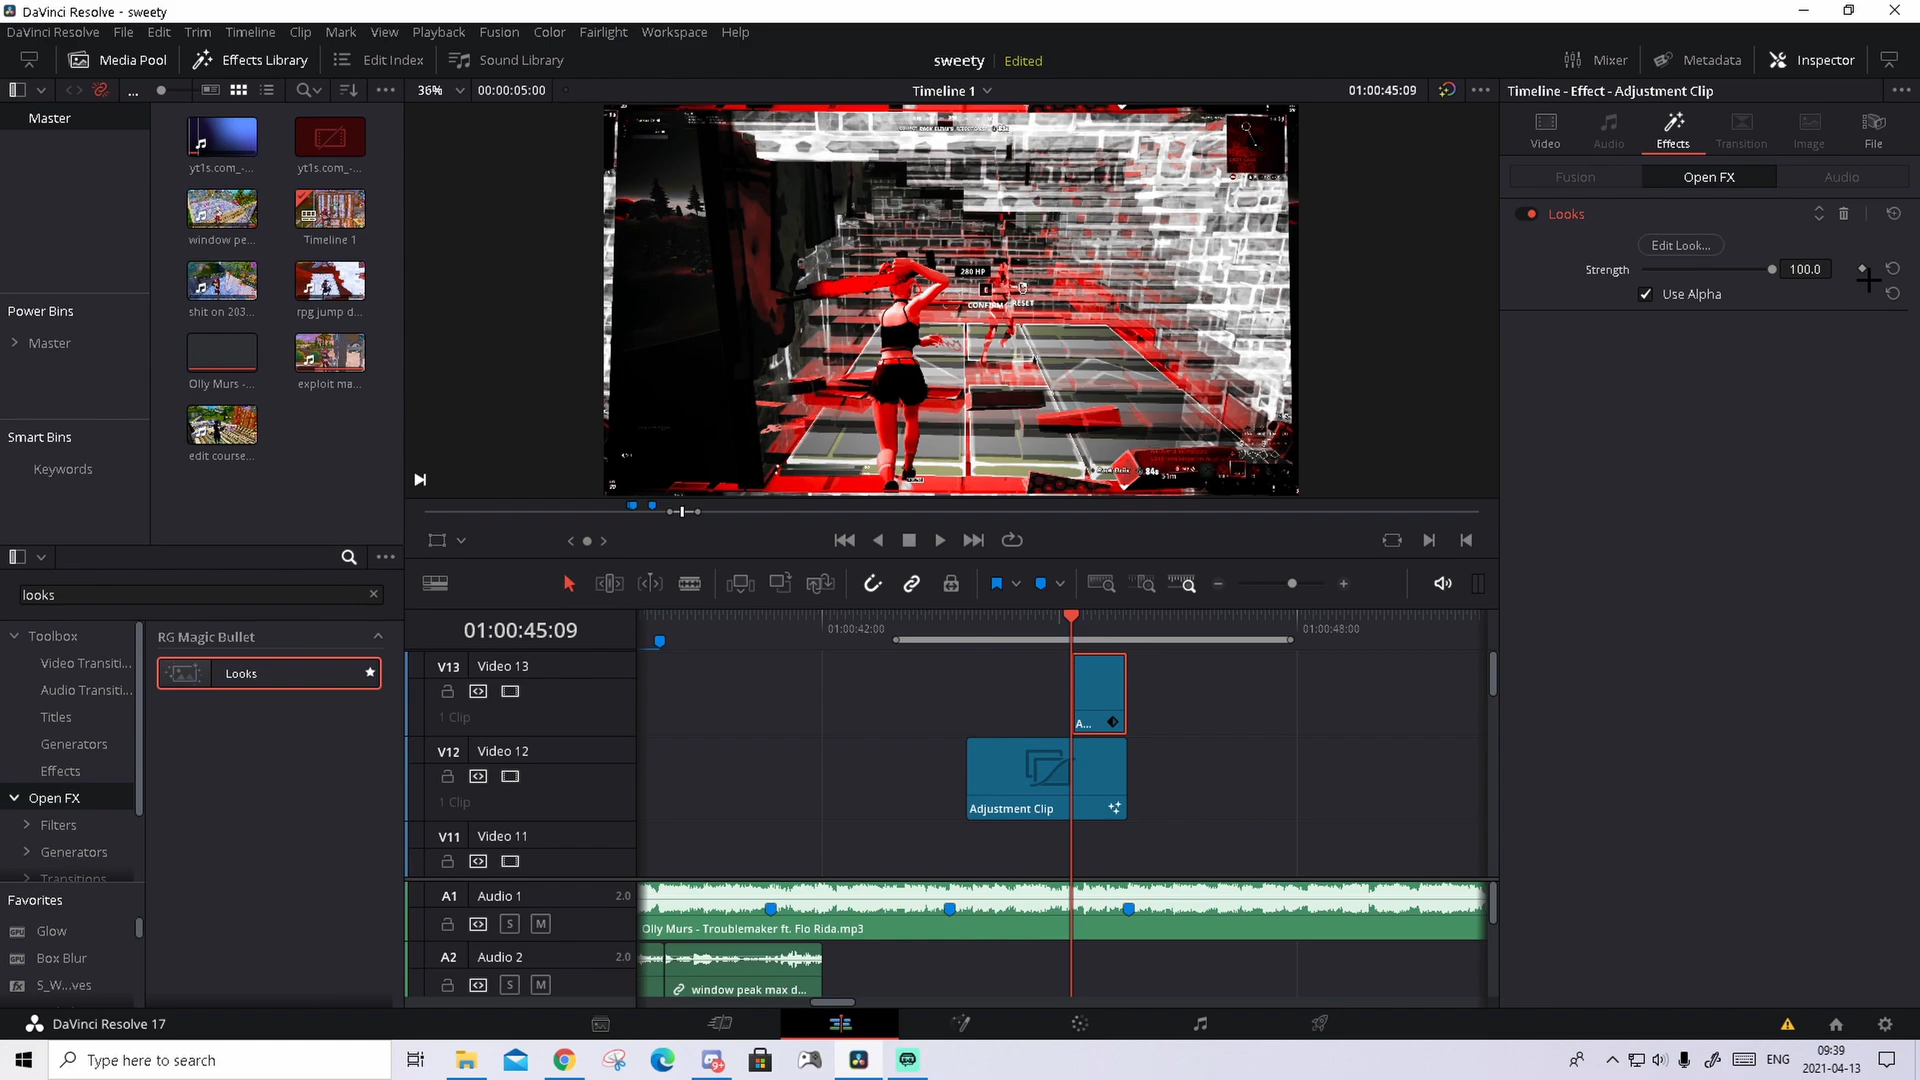 DaVinci Resolve - sweety
DaVinci Resolve File Edit Trim Timeline Clip Mark View Playback Fusion Color Fairlight Workspace Help
Media Pool Effects Library Edit Index Sound Library sweety Edited Mixer Metadata Inspector
... 36% 00:00:05:00 Timeline 1 01:00:45:09 Timeline - Effect - Adjustment Clip
Master
Video Audio Effects Transition Image File
yt1s.com_-... yt1s.com_-...
Fusion Open FX Audio
Looks
window pe... Timeline 1
Edit Look...
Strength 100.0
280 HP
E
CONFIRM RESET
Use Alpha
Power Bins
shit on 203... rpg jump d...
Master
Olly Murs -... exploit ma...
Smart Bins
edit course...
Keywords
84s
51m
looks
Toolbox RG Magic Bullet
Video Transiti... Looks
Audio Transiti...
Titles
Generators
Effects
Open FX
Filters
Generators
Transitions
Favorites
Glow
Box Blur
S_W...ves
01:00:45:09 01:00:42:00 01:00:48:00
V13 Video 13
1 Clip A...
V12 Video 12
1 Clip Adjustment Clip
V11 Video 11
A1 Audio 1 2.0
S M Olly Murs - Troublemaker ft. Flo Rida.mp3
A2 Audio 2 2.0
S M window peak max d...
DaVinci Resolve 17
Type here to search
9+
ENG
09:39
2021-04-13